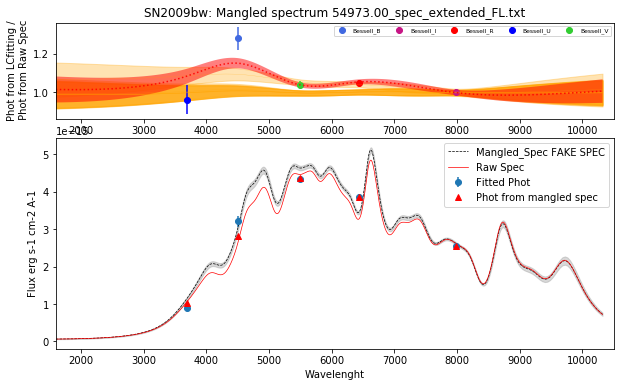 SN2009bw: Mangled spectrum 54973.00_spec_extended_FL.txt
Phot from LCfitting /
Phot from Raw Spec
1.2
1.0
Bessell_B
Bessell_I
Bessell_R
Bessell_U
Bessell_V
2000 3000 4000 5000 6000 7000 8000 9000 10000
Flux erg s-1 cm-2 A-1
5
4
3
2
1
0
Mangled_Spec FAKE SPEC
Raw Spec
Fitted Phot
Phot from mangled spec
2000 3000 4000 5000 6000 7000 8000 9000 10000
Wavelenght